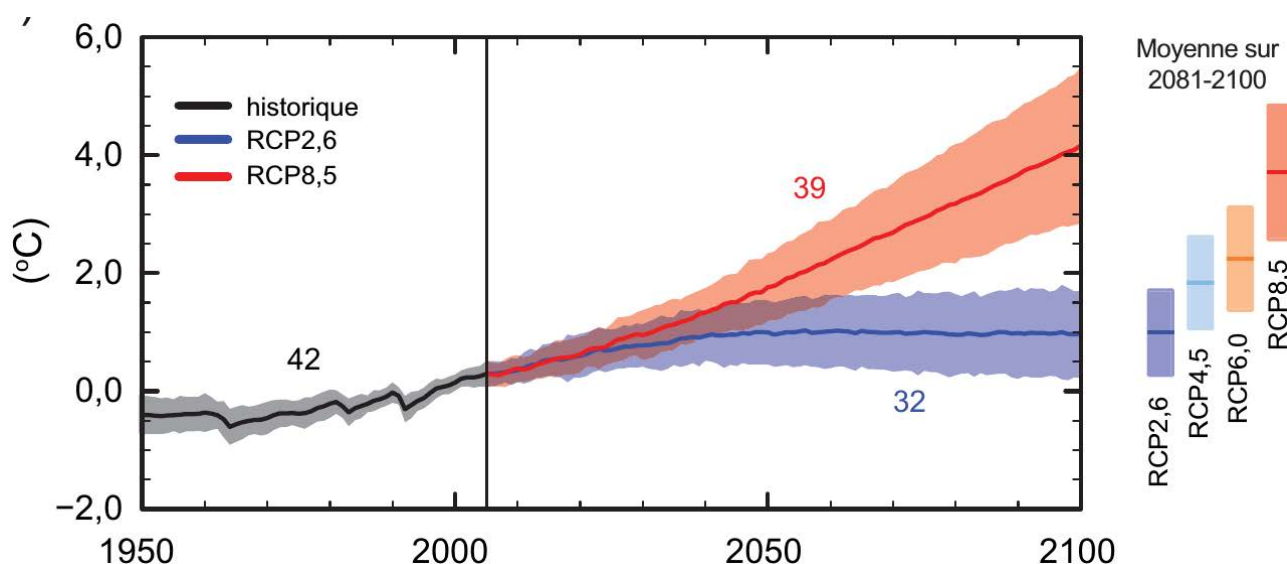 6,0
4,0
2,0
0,0
−2,0
(°C)
historique
RCP2,6
RCP8,5
42
39
32
1950
2000
2050
2100
Moyenne sur
2081-2100
RCP2,6
RCP4,5
RCP6,0
RCP8,5